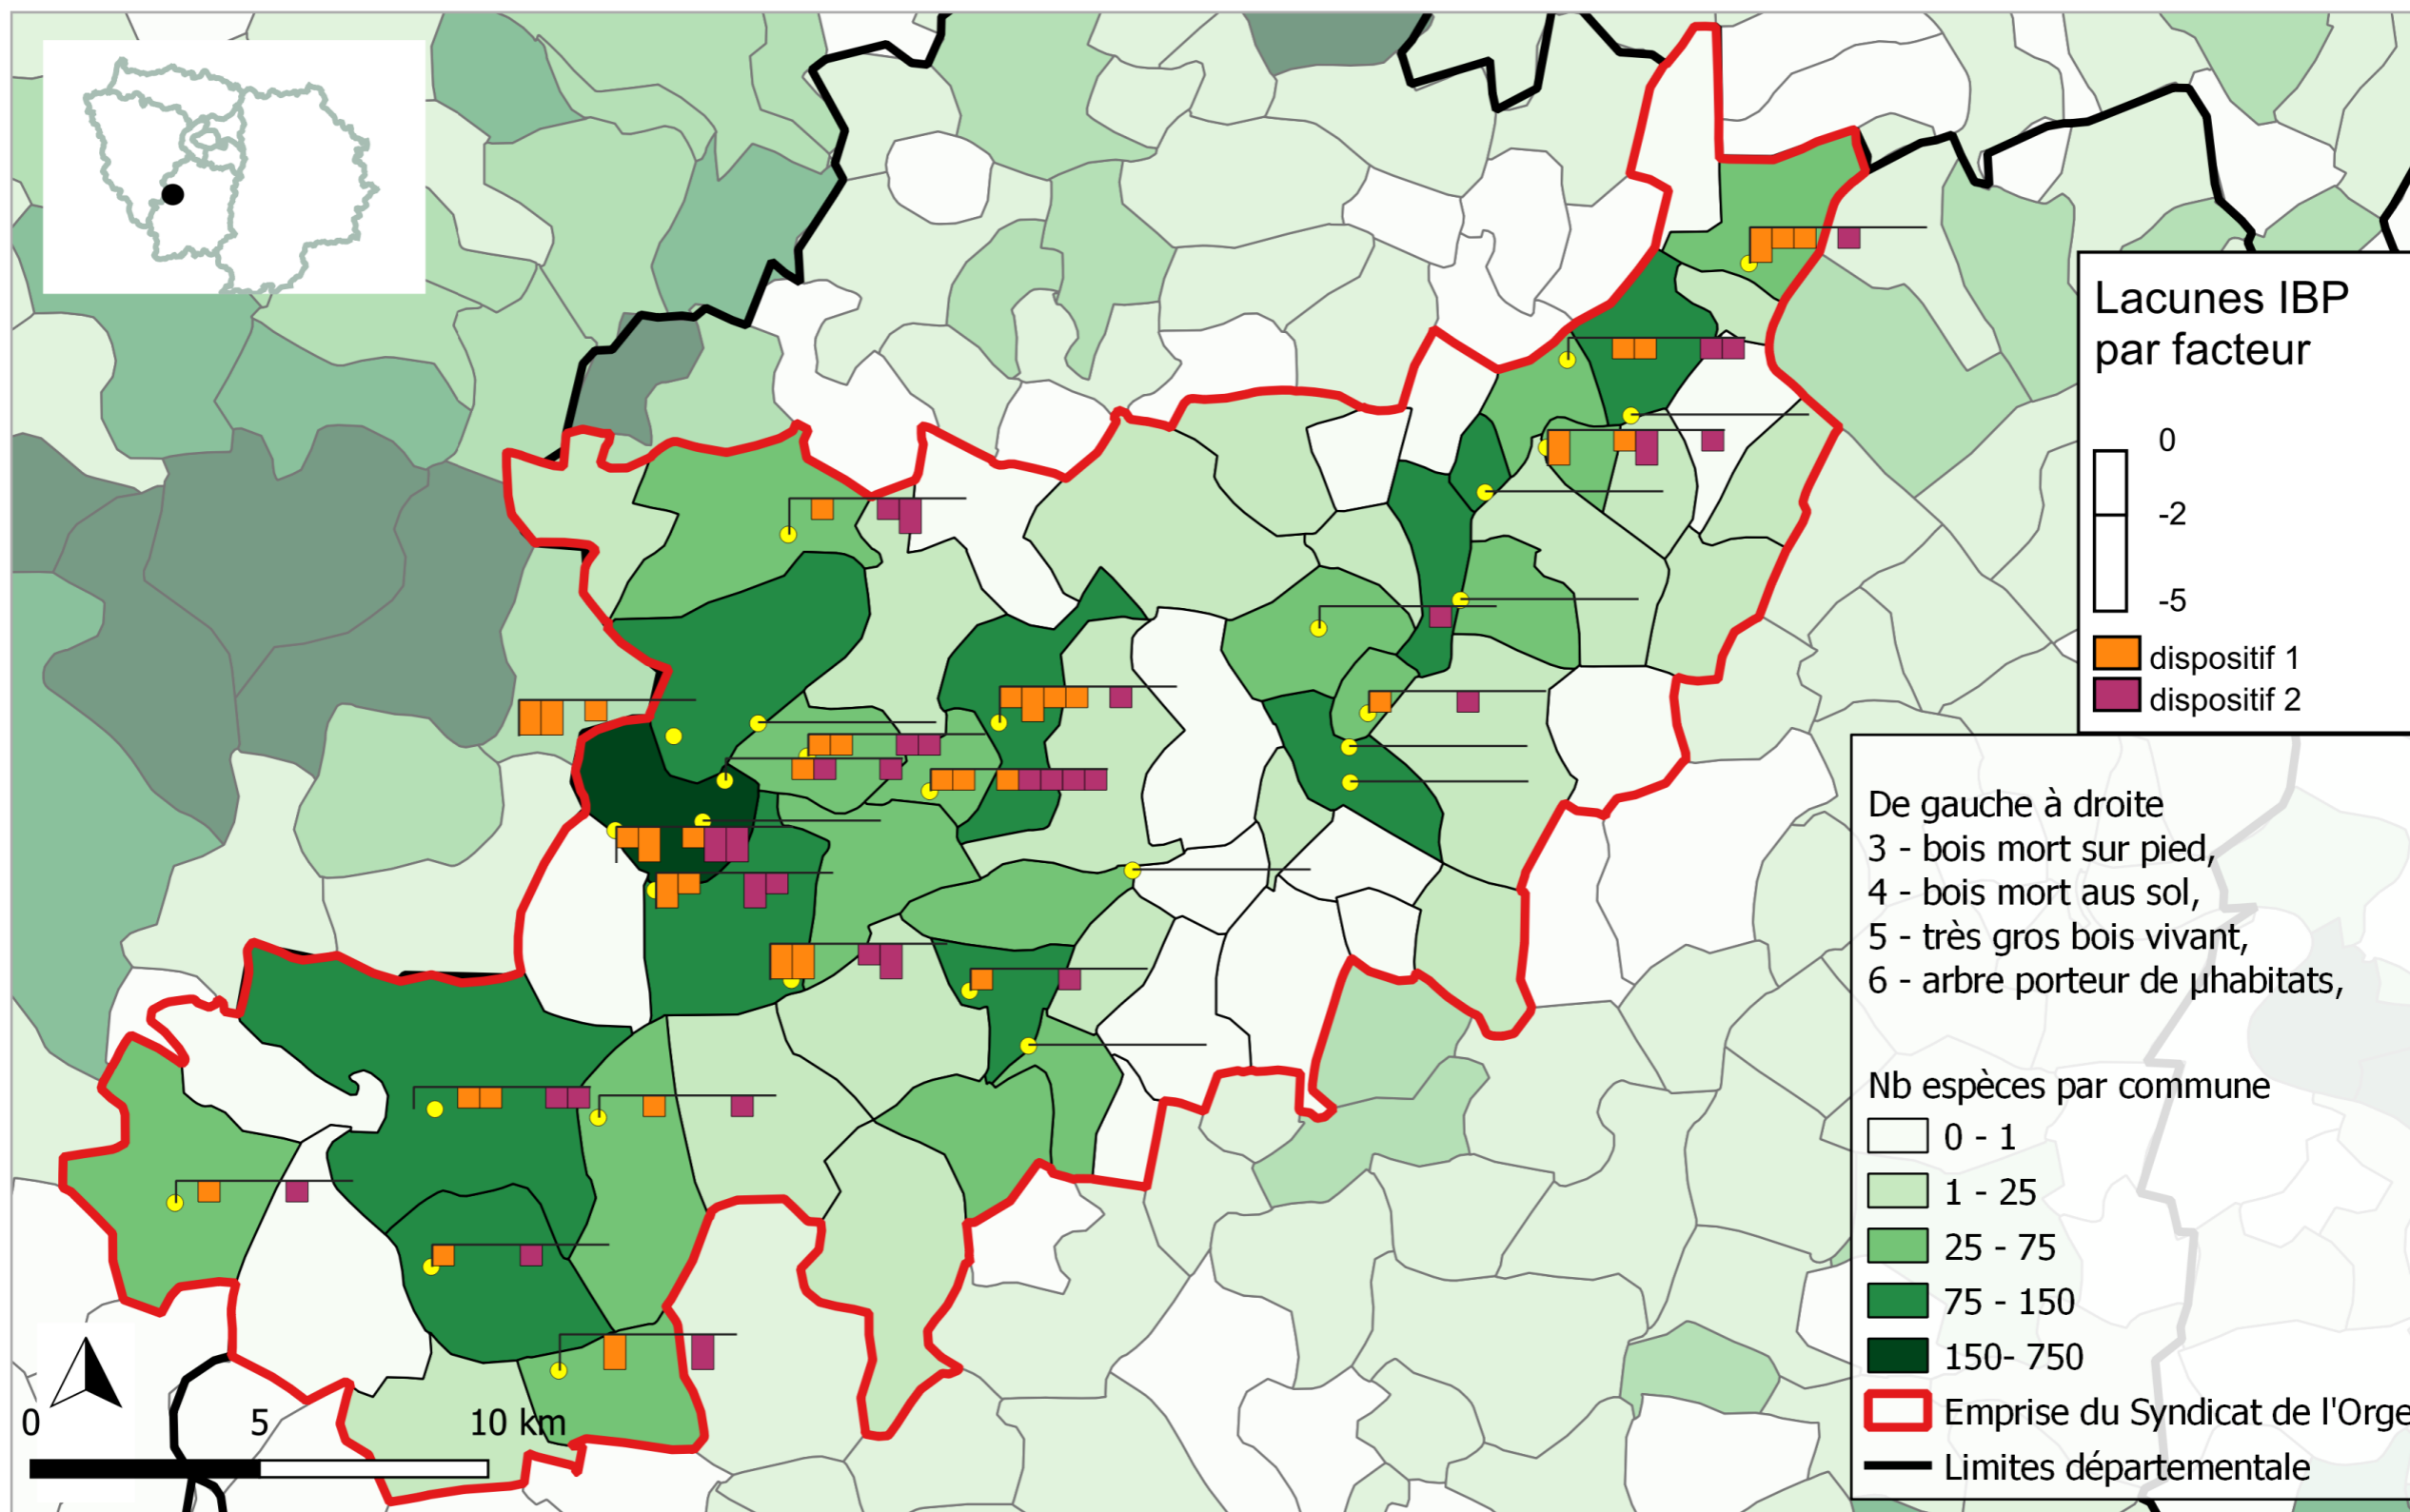 Lacunes IBP
par facteur
0
-2
-5
dispositif 1
dispositif 2
De gauche à droite
3 - bois mort sur pied,
4 - bois mort aus sol,
5 - très gros bois vivant,
6 - arbre porteur de µhabitats,
Nb espèces par commune
0 - 1
1 - 25
25 - 75
75 - 150
150- 750
Emprise du Syndicat de l'Orge
Limites départementale
0 5 10 km